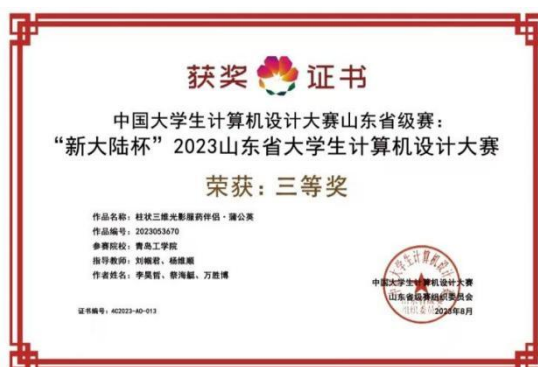 获奖证书
中国大学生计算机设计大赛山东省级赛：
“新大陆杯”2023山东省大学生计算机设计大赛
荣获：三等奖
作品名称：柱状三维光影服药伴侣·蒲公英
作品编号：2023053670
参赛院校：青岛工学院
指导教师：刘帼君、杨维顺
作者姓名：李昊哲、蔡海艇、万胜博
中国大学生计算机设计大赛
山东省级赛组织委员会
2023年8月
证书编号：AC2023-AO-013